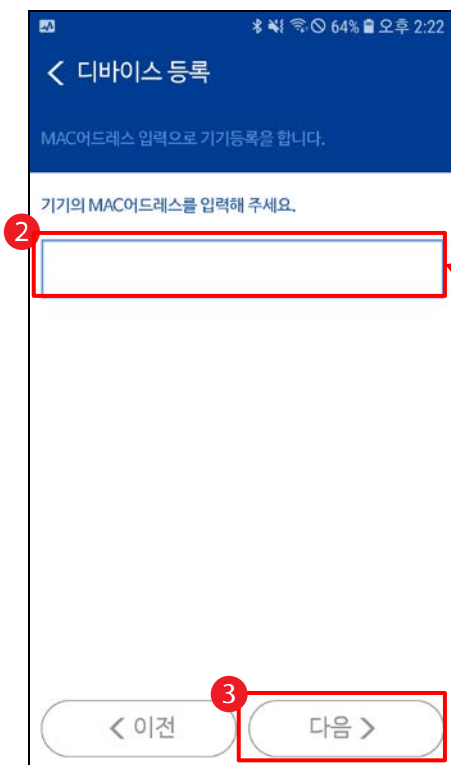 64% 오후 2:22
< 디바이스 등록
MAC어드레스 입력으로 기기등록을 합니다.
기기의 MAC어드레스를 입력해 주세요.
2
3
< 이전
다음 >